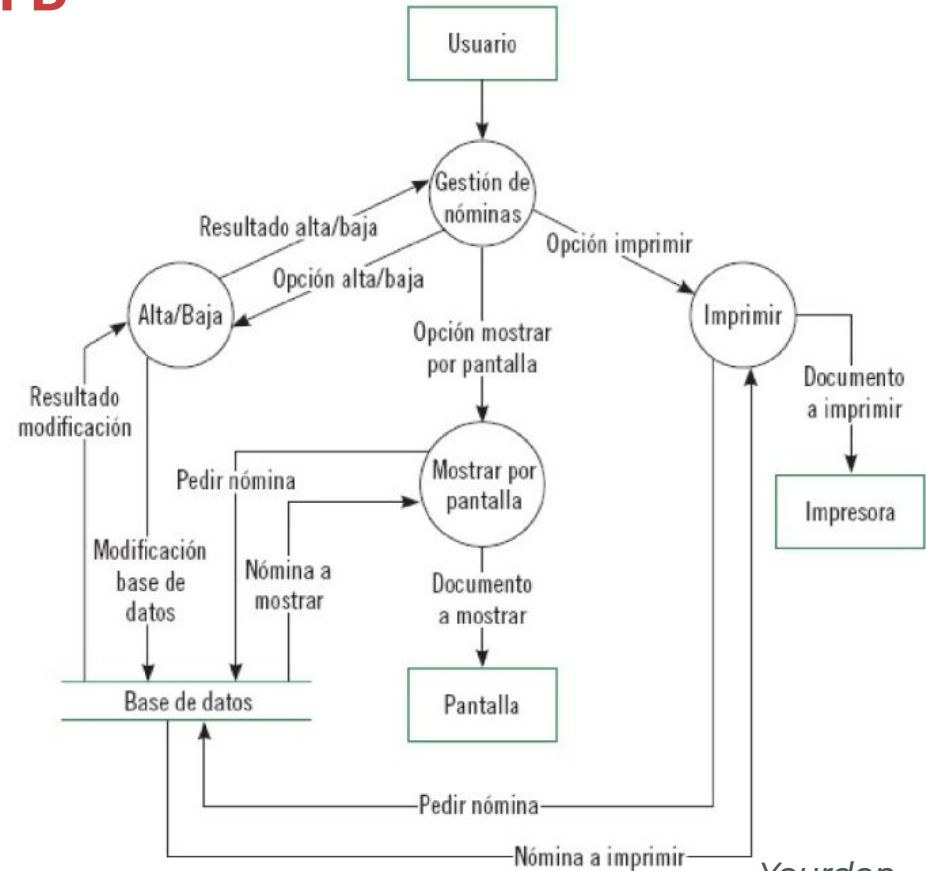 Usuario
Gestión de
nóminas
Resultado alta/baja
Opción imprimir
Opción alta/baja
Alta/Baja
Imprimir
Opción mostrar
por pantalla
Documento
a imprimir
Resultado
modificación
Mostrar por
pantalla
Pedir nómina
Impresora
Modificación
base de
datos
Nómina a
mostrar
Documento
a mostrar
Base de datos
Pantalla
Pedir nómina
Nómina a imprimir
Yourdon